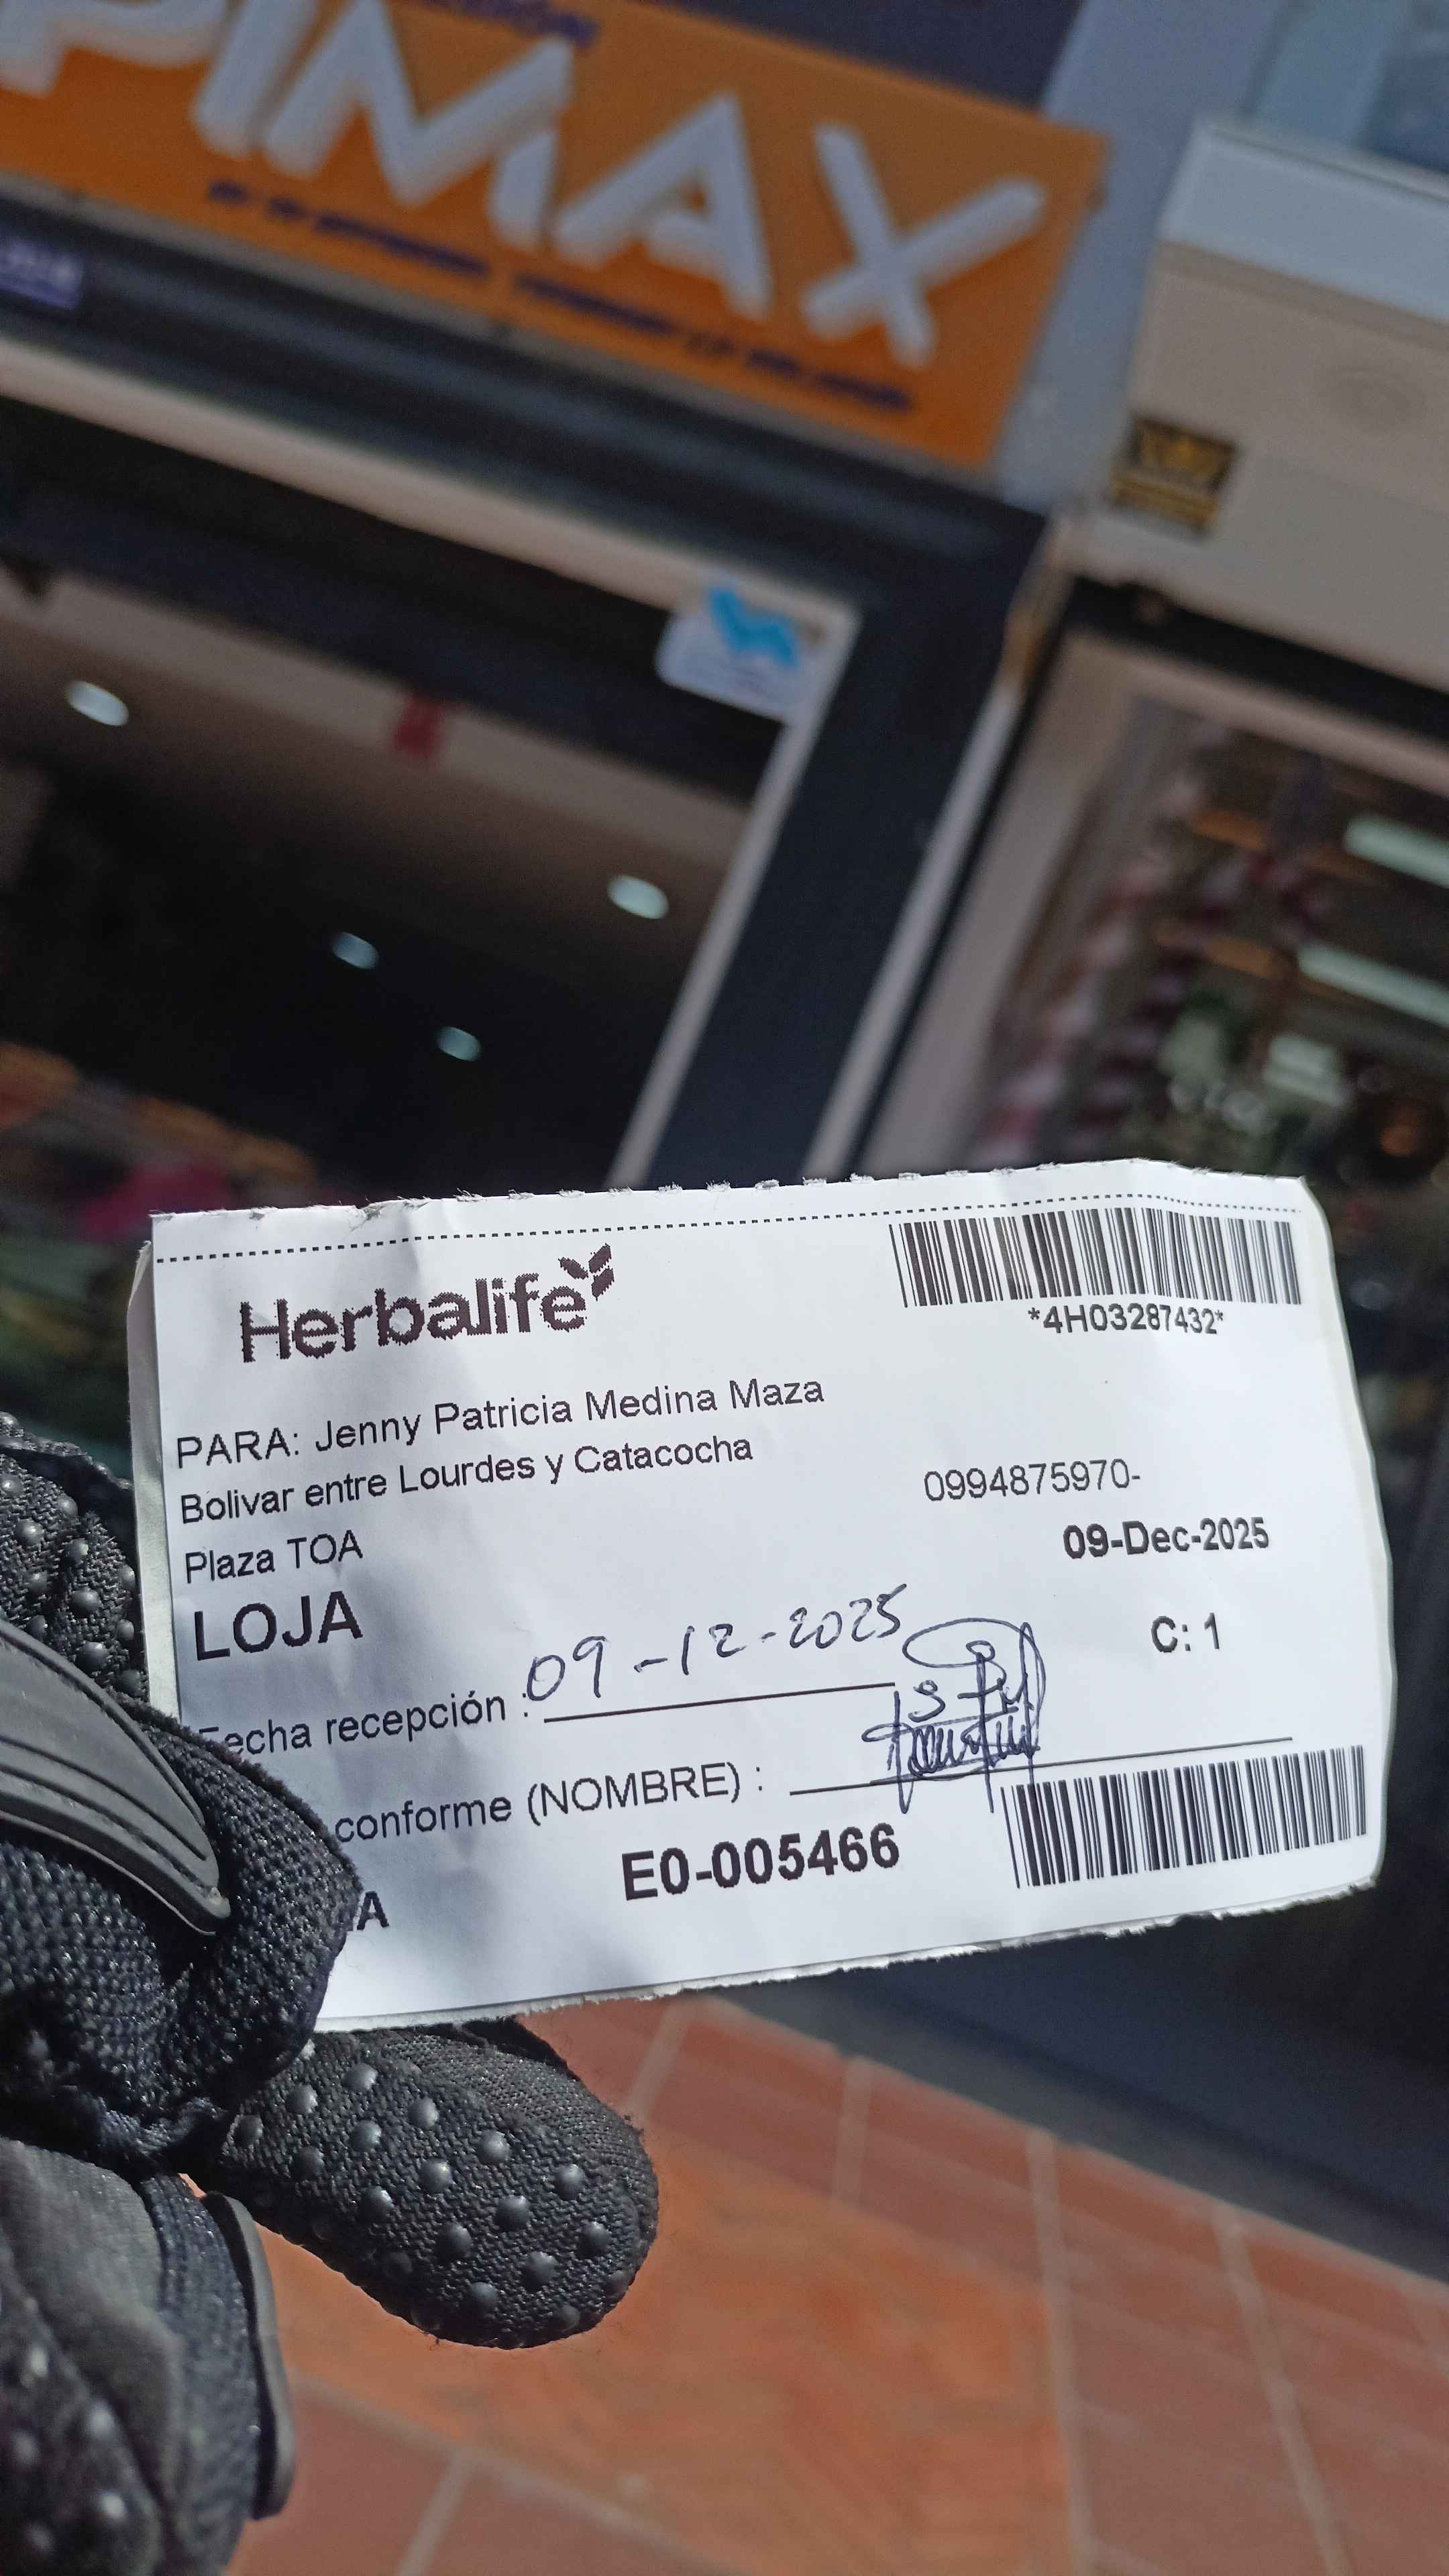 PIMAX
Herbalife
*4H03287432*
PARA: Jenny Patricia Medina Maza
Bolivar entre Lourdes y Catacocha
0994875970-
Plaza TOA
09-Dec-2025
LOJA
C: 1
Fecha recepción : 09-12-2025
conforme (NOMBRE) :
E0-005466
A